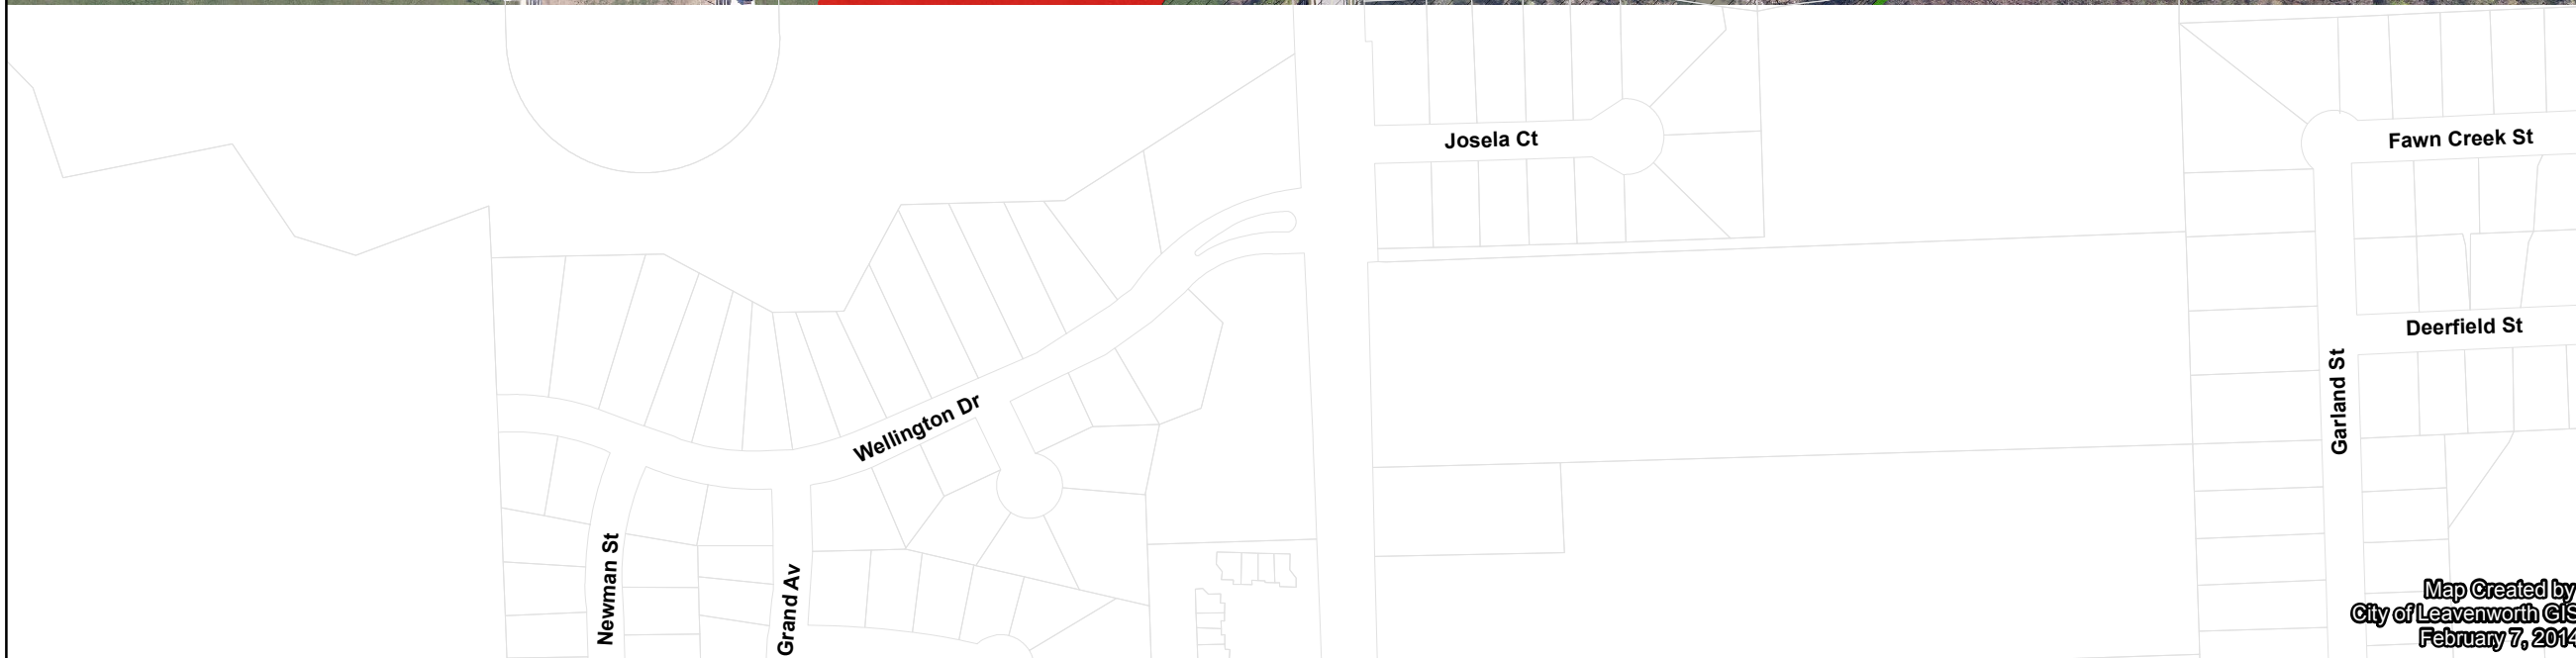 Josela Ct
Fawn Creek St
Deerfield St
Garland St
Wellington Dr
Newman St
Grand Av
Map Created by
City of Leavenworth GIS
February 7, 2014